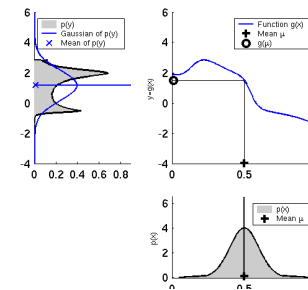 6
4
2
0
-2
-4
0 0.2 0.4 0.6 0.8
p(y)
Gaussian of p(y)
Mean of p(y)
6
4
2
0
-2
-4
0.5
y=g(x)
Function g(x)
Mean μ
g(μ)
6
4
2
0
0 0.5
p(x)
p(x)
Mean μ